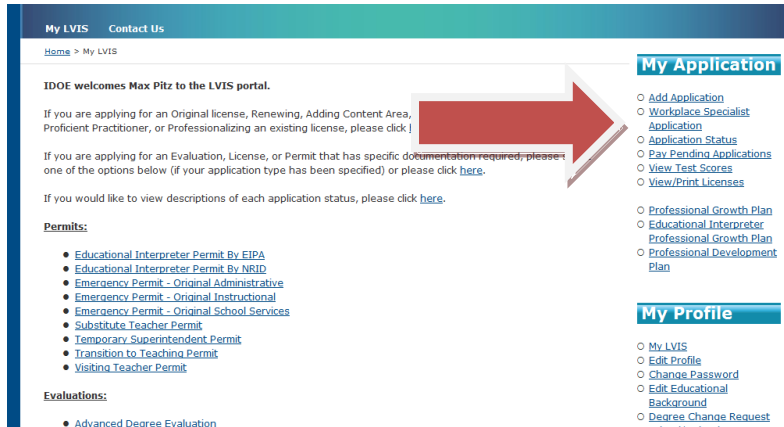 My LVIS Contact Us
Home > My LVIS
IDOE welcomes Max Pitz to the LVIS portal.
If you are applying for an Original license, Renewing, Adding Content Area,
Proficient Practitioner, or Professionalizing an existing license, please click
If you are applying for an Evaluation, License, or Permit that has specific documentation required, please
one of the options below (if your application type has been specified) or please click here.
If you would like to view descriptions of each application status, please click here.
Permits:
Educational Interpreter Permit By EIPA
Educational Interpreter Permit By NRID
Emergency Permit - Original Administrative
Emergency Permit - Original Instructional
Emergency Permit - Original School Services
Substitute Teacher Permit
Temporary Superintendent Permit
Transition to Teaching Permit
Visiting Teacher Permit
Evaluations:
Advanced Degree Evaluation
My Application
Add Application
Workplace Specialist
Application
Application Status
Pay Pending Applications
View Test Scores
View/Print Licenses
Professional Growth Plan
Educational Interpreter
Professional Growth Plan
Professional Development
Plan
My Profile
My LVIS
Edit Profile
Change Password
Edit Educational
Background
Degree Change Request